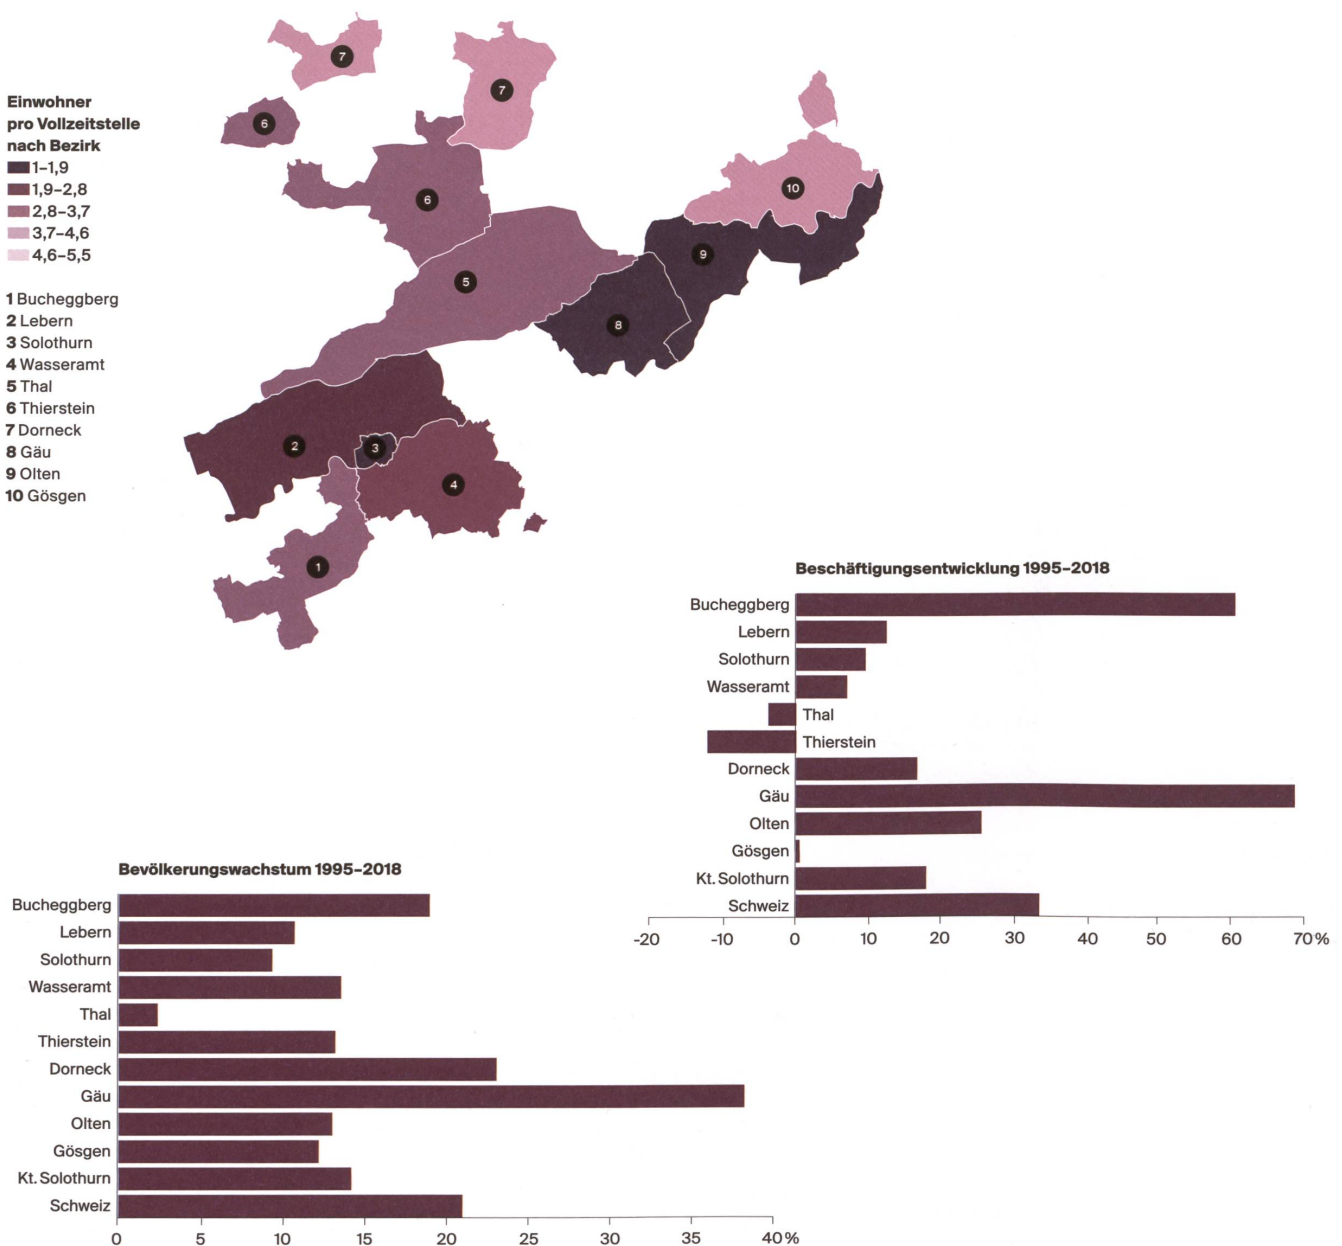 Einwohner
pro Vollzeitstelle
nach Bezirk
1–1,9
1,9–2,8
2,8–3,7
3,7–4,6
4,6–5,5
1 Bucheggberg
2 Lebern
3 Solothurn
4 Wasseramt
5 Thal
6 Thierstein
7 Dorneck
8 Gäu
9 Olten
10 Gösgen
7
7
6
10
6
9
5
8
2
3
4
1
Beschäftigungsentwicklung 1995–2018
Bucheggberg
Lebern
Solothurn
Wasseramt
Thal
Thierstein
Dorneck
Gäu
Olten
Gösgen
Kt. Solothurn
Schweiz
-20 -10 0 10 20 30 40 50 60 70 %
Bevölkerungswachstum 1995–2018
Bucheggberg
Lebern
Solothurn
Wasseramt
Thal
Thierstein
Dorneck
Gäu
Olten
Gösgen
Kt. Solothurn
Schweiz
0 5 10 15 20 25 30 35 40 %